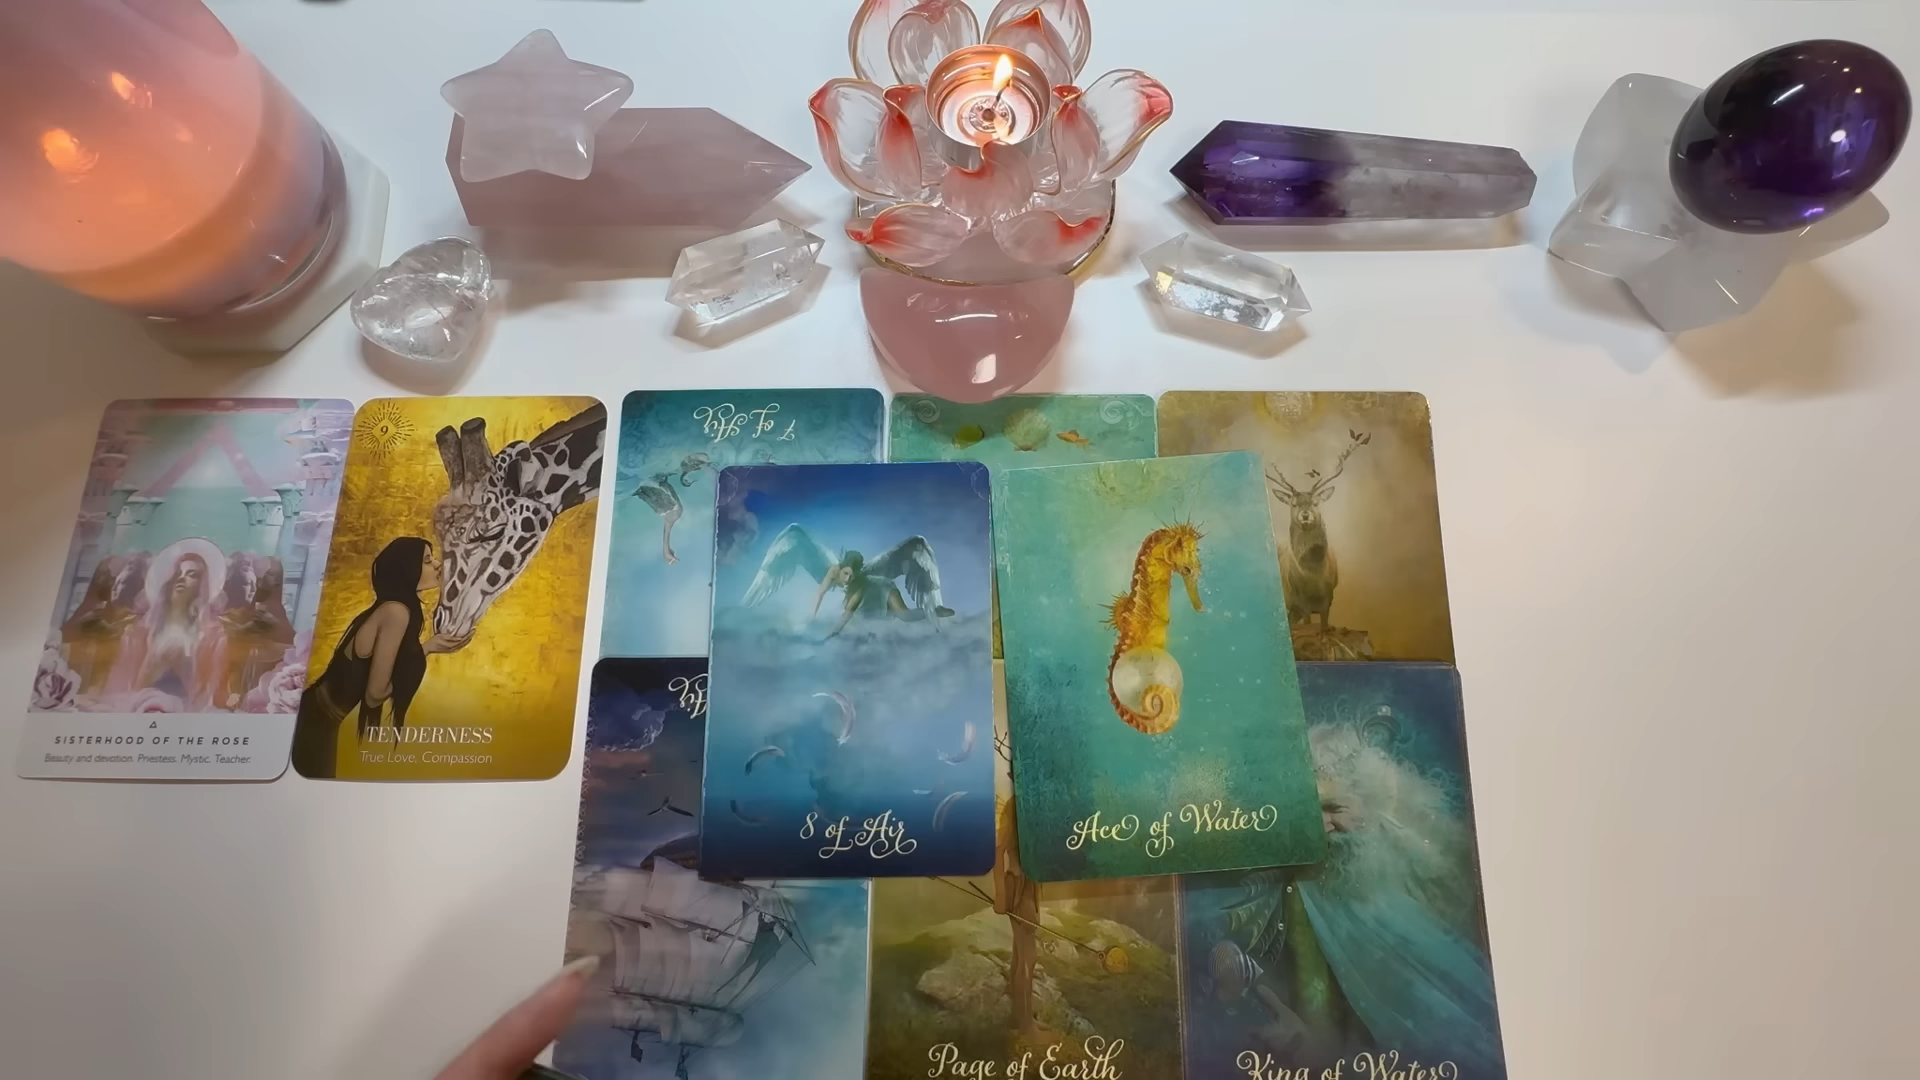 7 of Air
9
SISTERHOOD OF THE ROSE
Beauty and devotion. Priestess. Mystic. Teacher.
TENDERNESS
True Love, Compassion
Air
8 of Air
Ace of Water
Page of Earth
King of Water